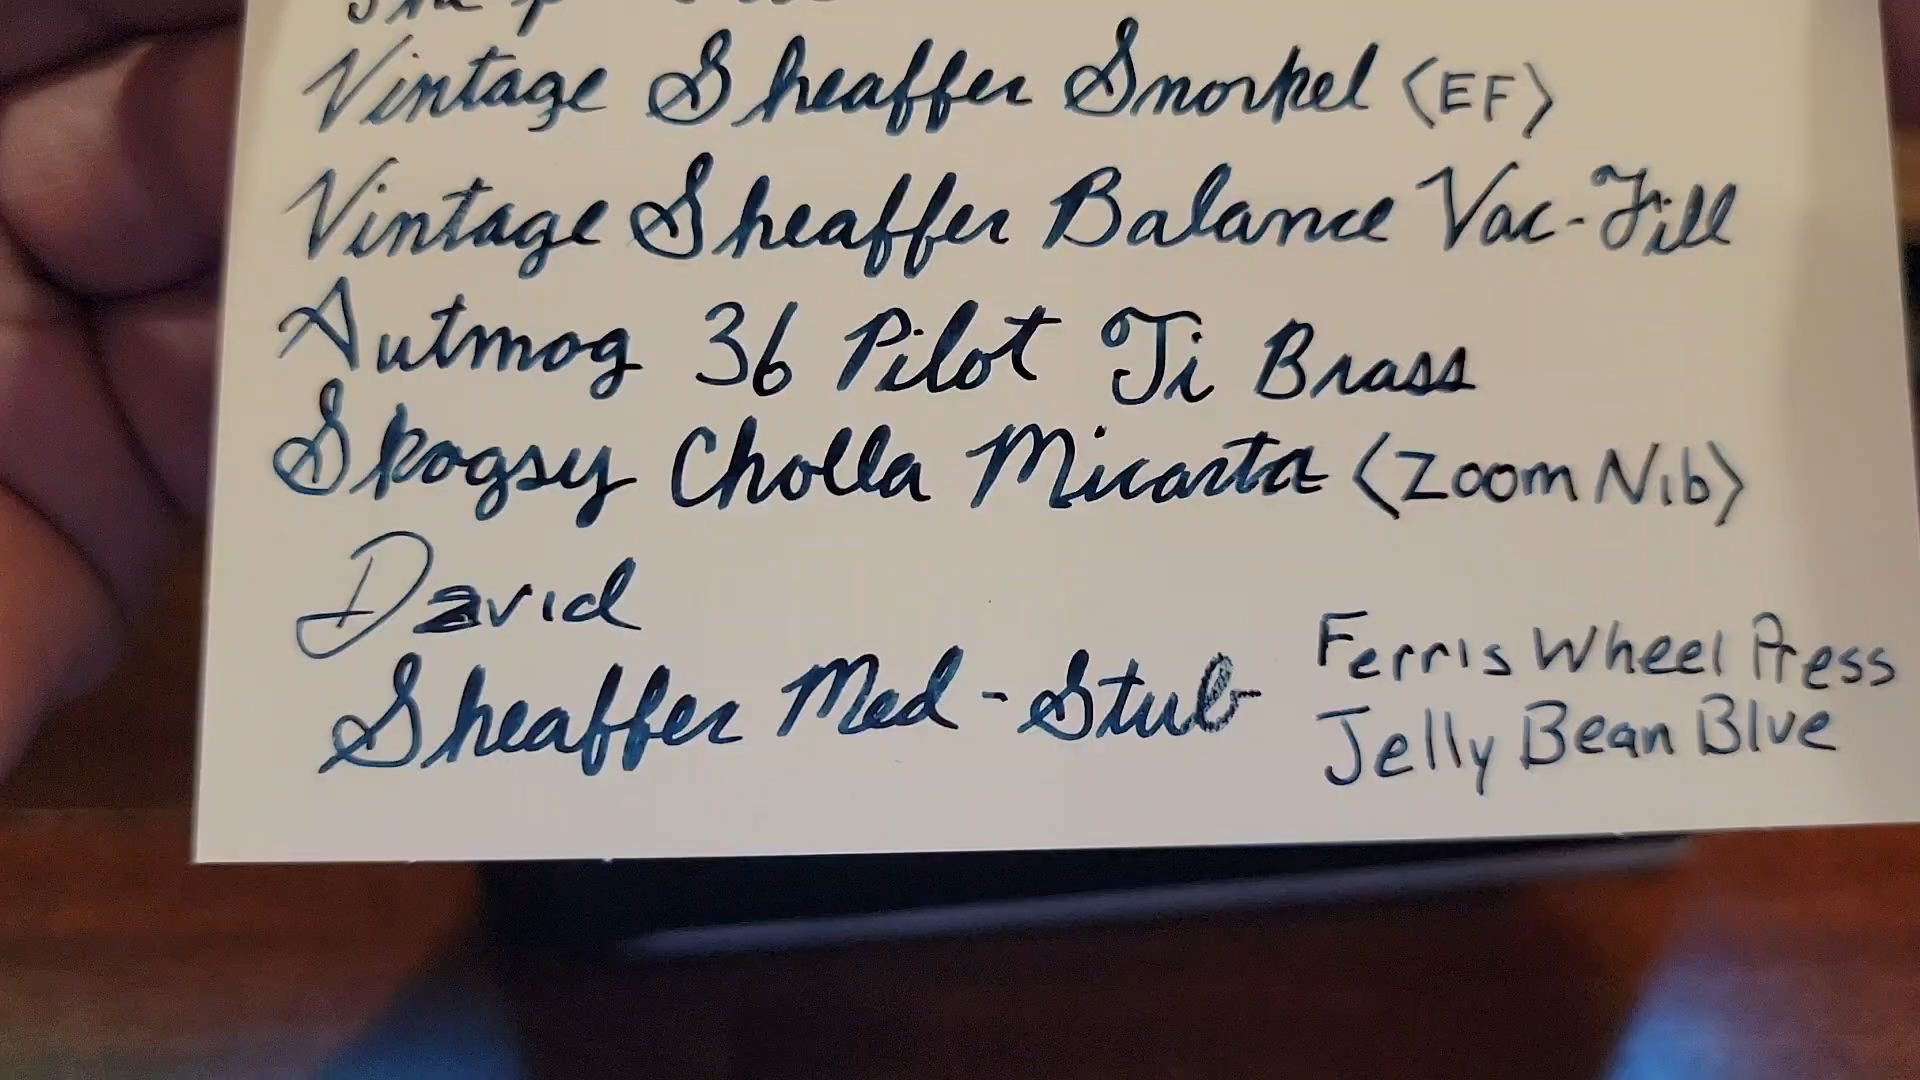 Vintage Sheaffer Snorkel <EF>
Vintage Sheaffer Balance Vac-Fill
Autmog 36 Pilot Ti Brass
Skogsy Cholla Micarta <Zoom Nib>
David
Sheaffer Med-Stub
Ferris Wheel Press
Jelly Bean Blue